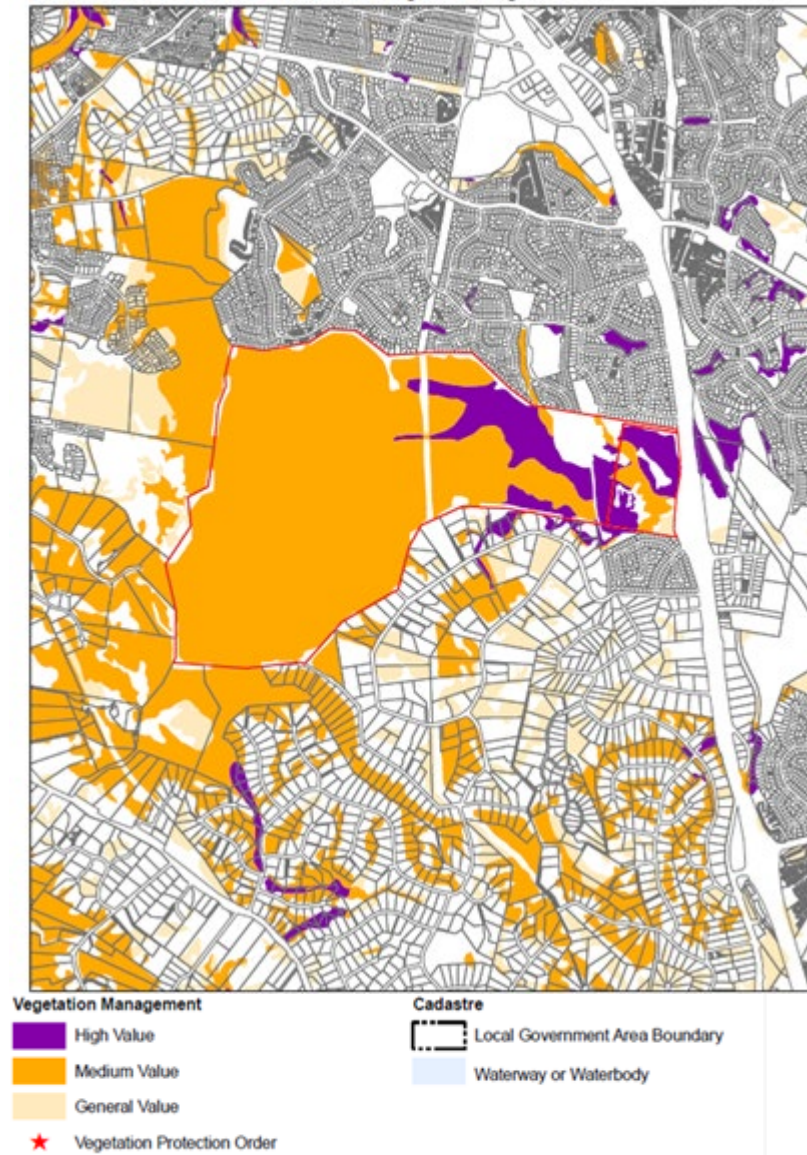 Vegetation Management
High Value
Medium Value
General Value
Vegetation Protection Order
Cadastre
Local Government Area Boundary
Waterway or Waterbody